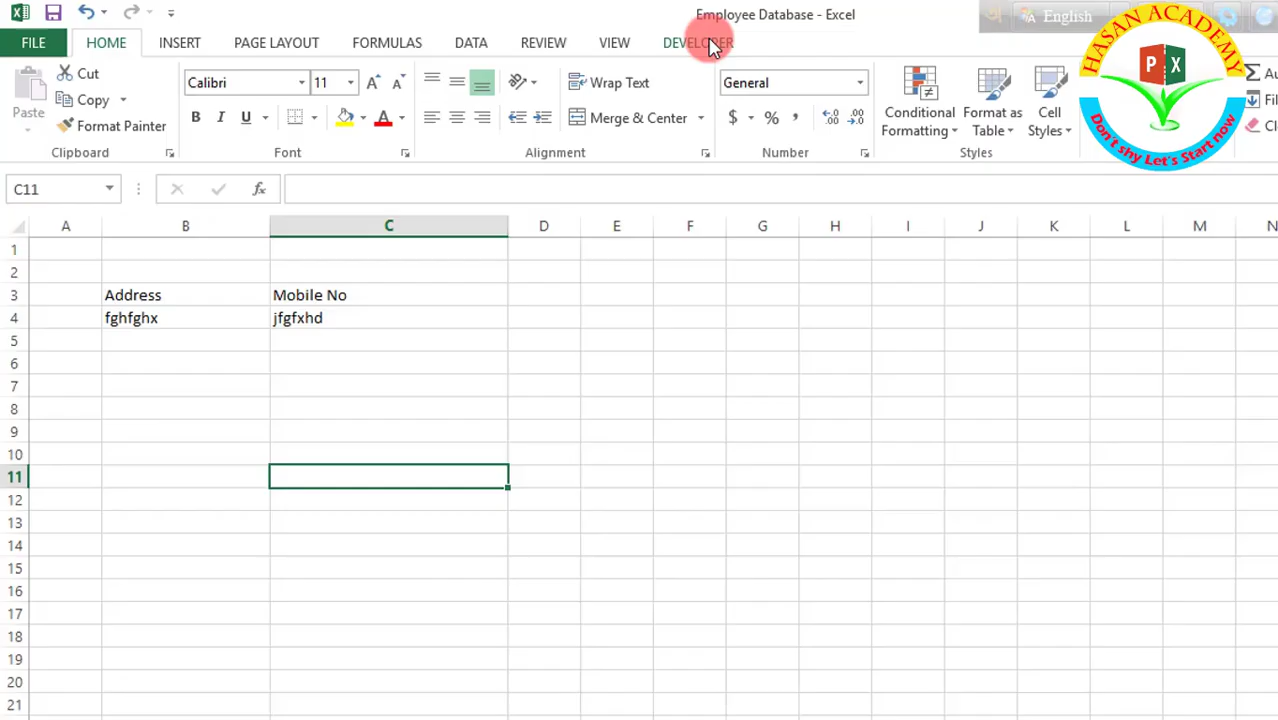 Employee Database - Excel
English
FILE HOME INSERT PAGE LAYOUT FORMULAS DATA REVIEW VIEW DEVELOPER
Cut
Copy
Format Painter
Paste
Clipboard
Calibri 11
B I U A
Font
Wrap Text
Merge & Center
Alignment
General
$ % ,
Number
Conditional Formatting
Format as Table
Cell Styles
Styles
HASAN ACADEMY
P X
Don't shy Let's Start now
C11 fx
A B C D E F G H I J K L M N
1
2
3 Address Mobile No
4 fghfghx jfgfxhd
5
6
7
8
9
10
11
12
13
14
15
16
17
18
19
20
21